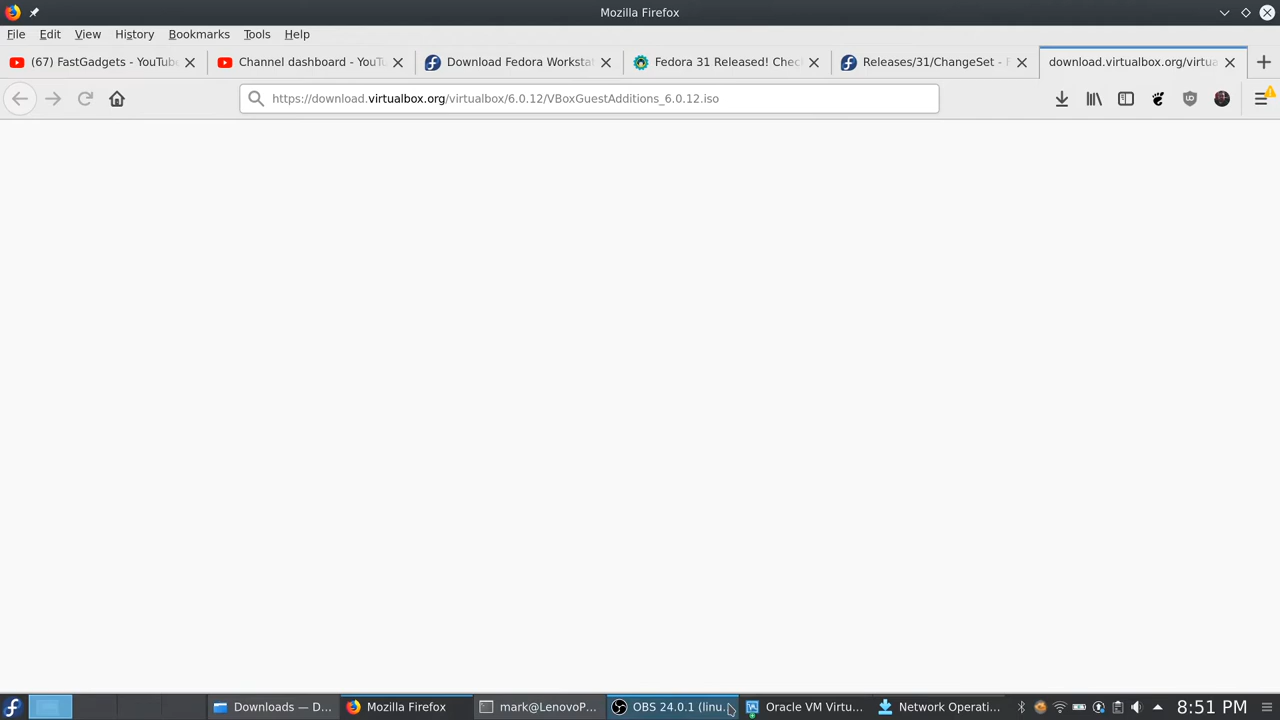 Mozilla Firefox
File Edit View History Bookmarks Tools Help
(67) FastGadgets - YouTube
Channel dashboard - YouTu
Download Fedora Workstat
Fedora 31 Released! Chec
Releases/31/ChangeSet - F
download.virtualbox.org/virtua
https://download.virtualbox.org/virtualbox/6.0.12/VBoxGuestAdditions_6.0.12.iso
Downloads — D...
Mozilla Firefox
mark@LenovoP...
OBS 24.0.1 (linu...
Oracle VM Virtu...
Network Operati...
8:51 PM